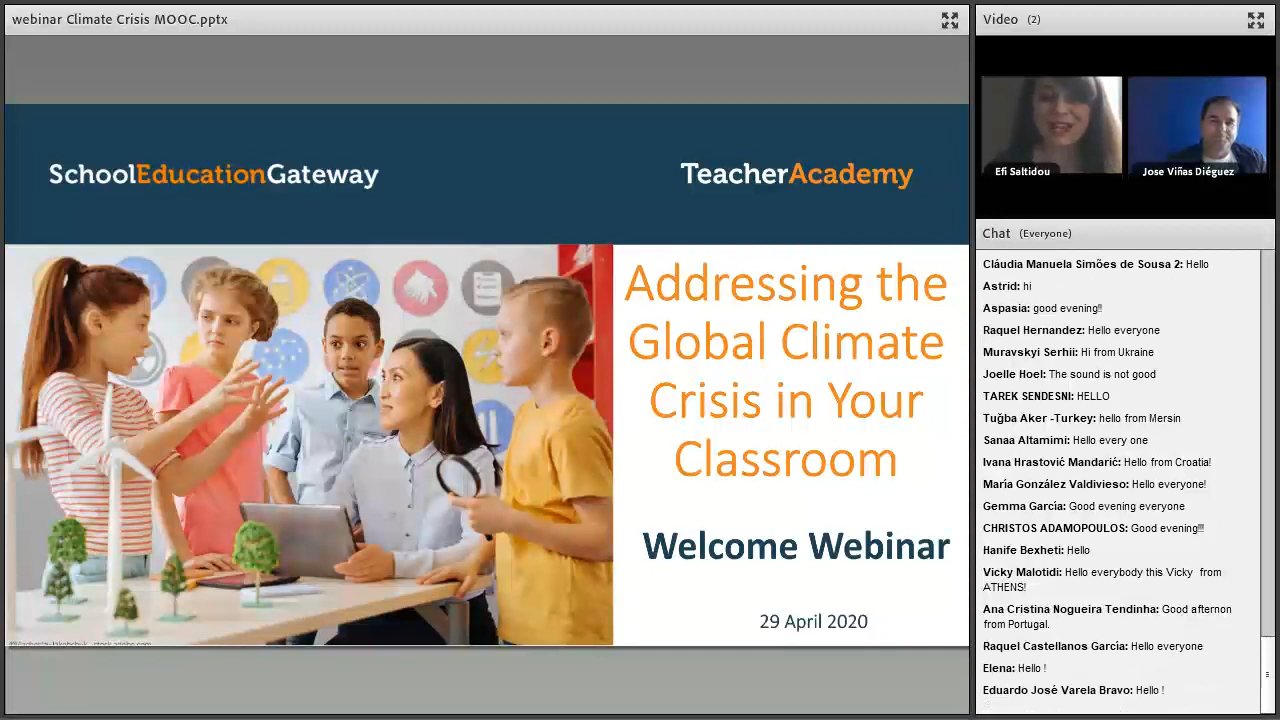 webinar Climate Crisis MOOC.pptx
SchoolEducationGateway
TeacherAcademy
Addressing the
Global Climate
Crisis in Your
Classroom
Welcome Webinar
29 April 2020
Video (2)
Efi Saltidou
Jose Viñas Diéguez
Chat (Everyone)
Cláudia Manuela Simões de Sousa 2: Hello
Astrid: hi
Aspasia: good evening!!
Raquel Hernandez: Hello everyone
Muravskyi Serhii: Hi from Ukraine
Joelle Hoel: The sound is not good
TAREK SENDESNI: HELLO
Tuğba Aker -Turkey: hello from Mersin
Sanaa Altamimi: Hello every one
Ivana Hrastović Mandarić: Hello from Croatia!
María González Valdivieso: Hello everyone!
Gemma García: Good evening everyone
CHRISTOS ADAMOPOULOS: Good evening!!!
Hanife Bexheti: Hello
Vicky Malotidi: Hello everybody this Vicky from
ATHENS!
Ana Cristina Nogueira Tendinha: Good afternon
from Portugal.
Raquel Castellanos García: Hello everyone
Elena: Hello !
Eduardo José Varela Bravo: Hello !